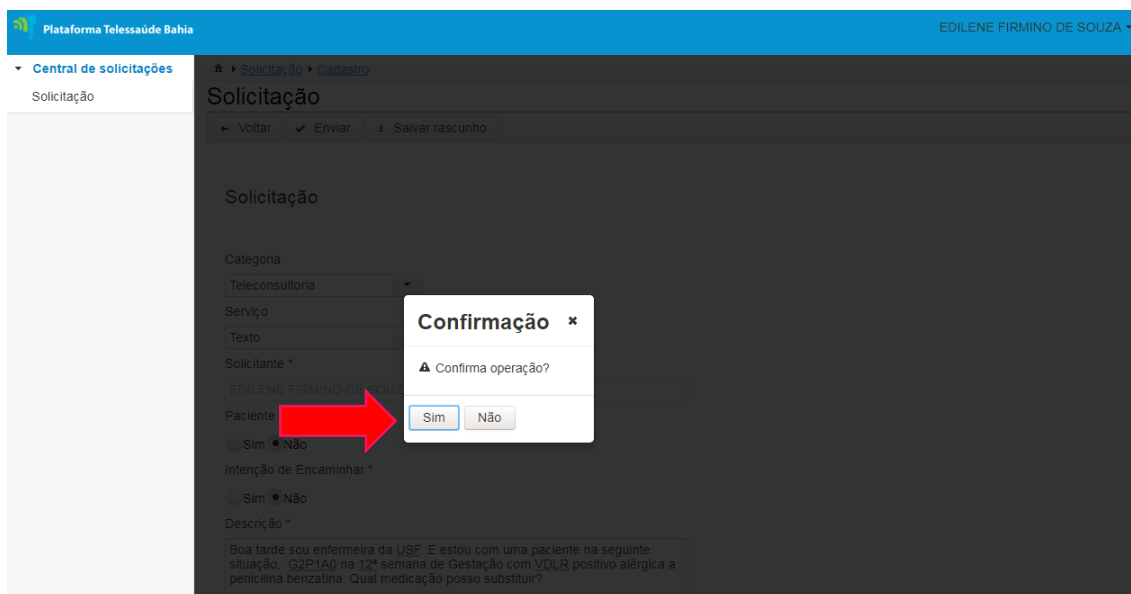 Plataforma Telessaúde Bahia
EDILENE FIRMINO DE SOUZA
Central de solicitações
Solicitação
Solicitação Cadastro
Solicitação
Voltar Enviar Salvar rascunho
Solicitação
Categoria
Teleconsultoria
Serviço
Texto
Solicitante *
EDILENE FIRMINO DE SOUZ
Paciente
Sim Não
Intenção de Encaminhar *
Sim Não
Descrição *
Boa tarde sou enfermeira da USF. E estou com uma paciente na seguinte
situação, G2P1A0 na 12ª semana de Gestação com VDLR positivo alérgica a
penicilina benzatina. Qual medicação posso substituir?
Confirmação ×
Confirma operação?
Sim Não